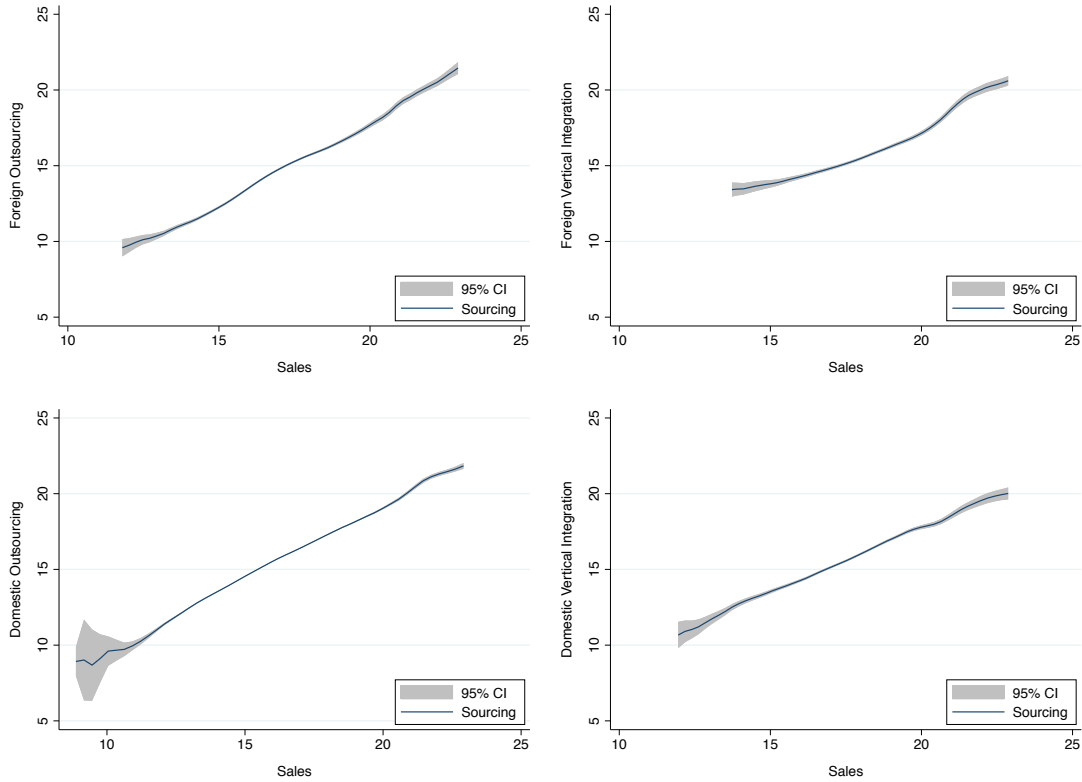 Foreign Outsourcing
25
20
15
10
5
10 15 20 25
Sales
95% CI
Sourcing
Foreign Vertical Integration
25
20
15
10
5
10 15 20 25
Sales
95% CI
Sourcing
Domestic Outsourcing
25
20
15
10
5
10 15 20 25
Sales
95% CI
Sourcing
Domestic Vertical Integration
25
20
15
10
5
10 15 20 25
Sales
95% CI
Sourcing